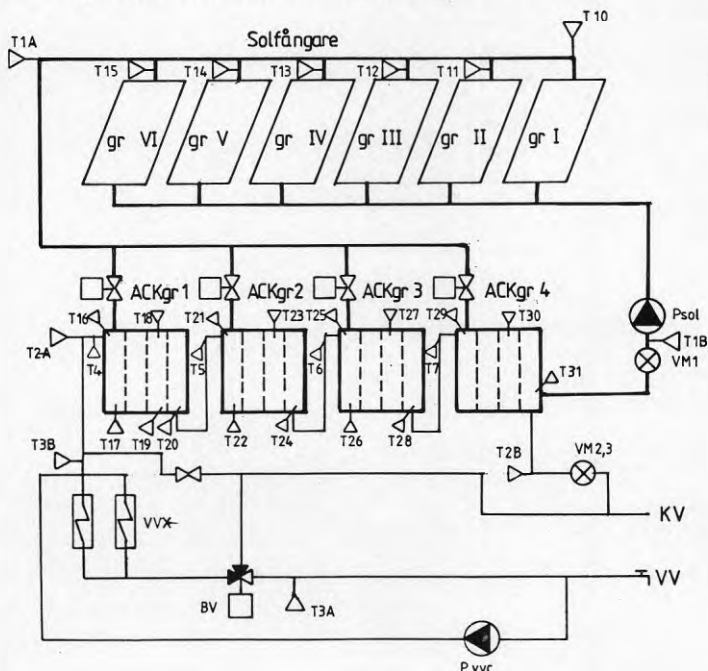 T1A
Solfångare
T10
T15
T14
T13
T12
T11
gr VI
gr V
gr IV
gr III
gr II
gr I
ACKgr1
ACKgr2
ACKgr 3
ACKgr 4
Psol
T16
T18
T21
T23
T25
T27
T29
T30
T1B
T2A
T4
T5
T6
T7
T31
VM1
T17
T19
T20
T22
T24
T26
T28
T3B
T2B
VM2,3
KV
VVX
VV
BV
T3A
P vvc